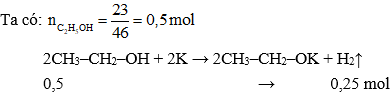 Ta có: n C₂H₅OH = 23/46 = 0,5 mol
2CH₃–CH₂–OH + 2K → 2CH₃–CH₂–OK + H₂↑
0,5 → 0,25 mol